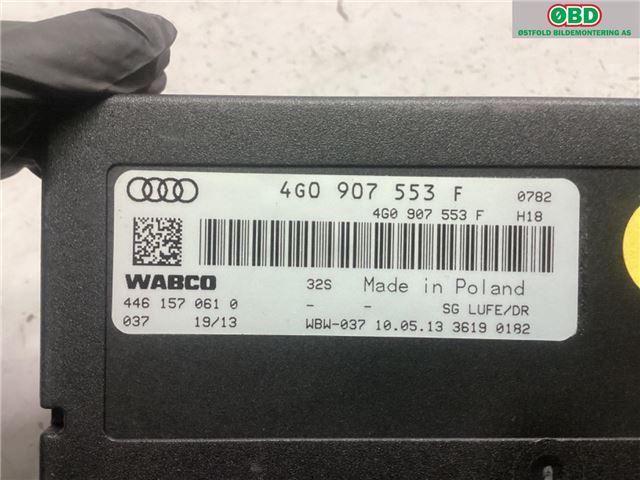 ØBD
ØSTFOLD BILDEMONTERING AS
4G0 907 553 F 0782
4G0 907 553 F H18
WABCO 32S Made in Poland
446 157 061 0 - - SG LUFE/DR
037 19/13 WBW-037 10.05.13 3619 0182